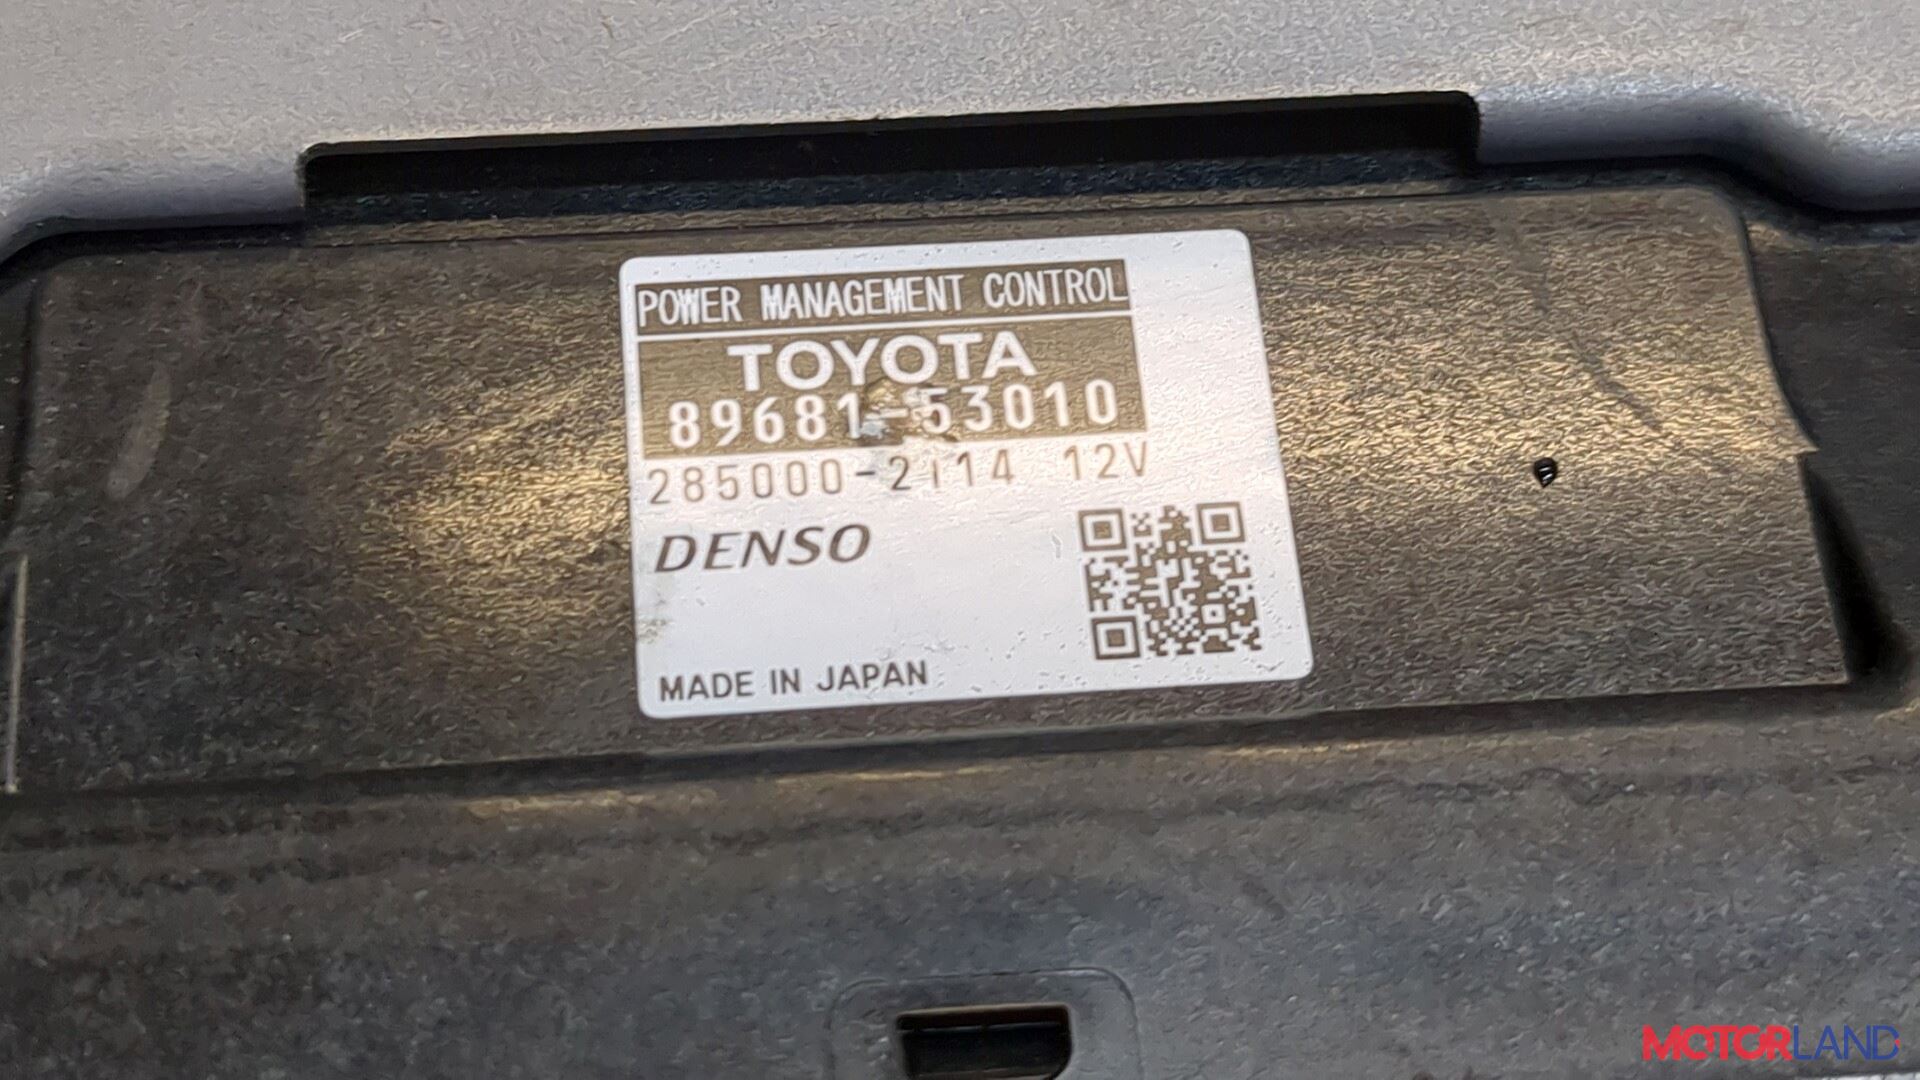 POWER MANAGEMENT CONTROL
TOYOTA
89681-53010
285000-2114 12V
DENSO
MADE IN JAPAN
MOTORLAND